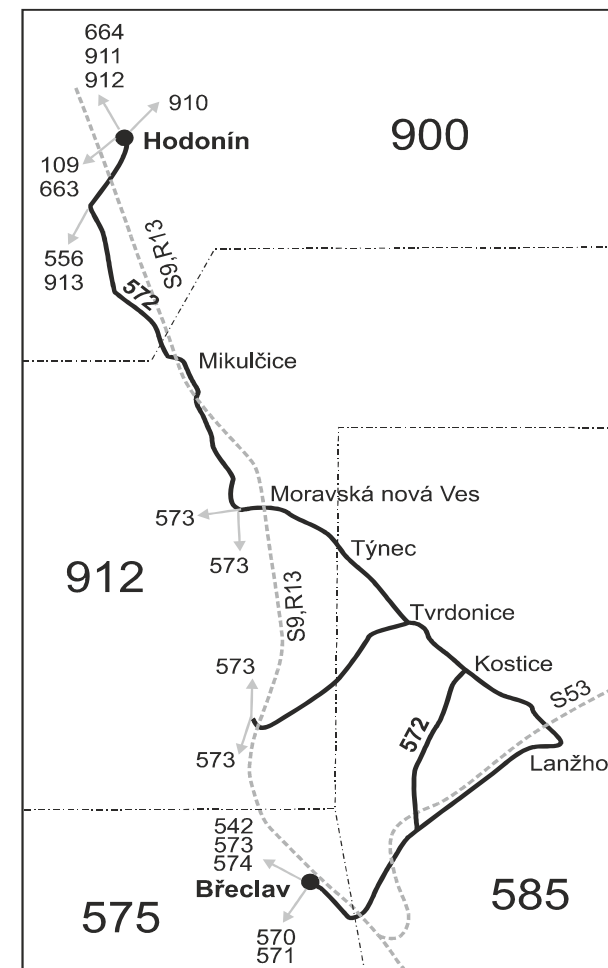 664
911
912
910
900
Hodonín
109
663
556
913
S9,R13
572
Mikulčice
Moravská nová Ves
573
573
Týnec
912
S9,R13
Tvrdonice
Kostice
573
S53
572
573
Lanžho
542
573
574
Břeclav
585
575
570
571